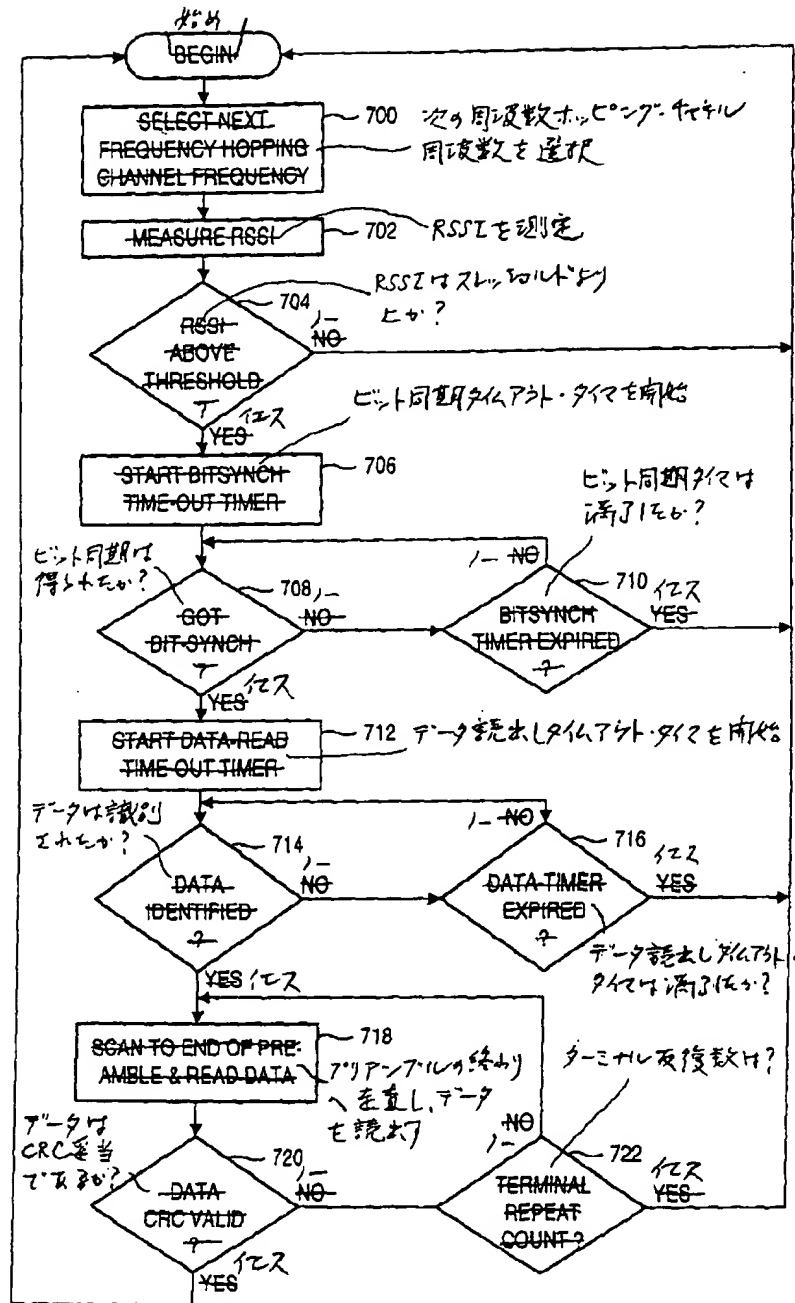 始め
BEGIN
SELECT NEXT
FREQUENCY HOPPING
CHANNEL FREQUENCY
700
次の周波数ホッピング・チャネル
周波数を選択
MEASURE RSSI
702
RSSIを測定
704
RSSIはスレッショルドより
上か?
RSSI
ABOVE
THRESHOLD
?
ノー
NO
イエス
YES
ビット同期タイムアウト・タイマを開始
START BITSYNCH
TIME-OUT TIMER
706
ビット同期タイマは
満了したか?
ビット同期は
得られたか?
708
GOT
BIT-SYNCH
?
ノー
NO
ノー NO
710
BITSYNCH
TIMER EXPIRED
?
イエス
YES
YES イエス
START DATA-READ
TIME-OUT TIMER
712
データ読出しタイムアウト・タイマを開始
データは識別
されたか?
714
DATA
IDENTIFIED
?
ノー
NO
ノー NO
716
DATA-TIMER
EXPIRED
?
イエス
YES
データ読出しタイムアウト・
タイマは満了したか?
YES イエス
SCAN TO END OF PRE-
AMBLE & READ DATA
718
プリアンブルの終わり
へ走査し、データ
を読出す
ターミナル反復数は?
データは
CRC妥当
であるか?
720
DATA
CRC VALID
?
ノー
NO
NO
ノー
722
TERMINAL
REPEAT
COUNT ?
イエス
YES
イエス
YES